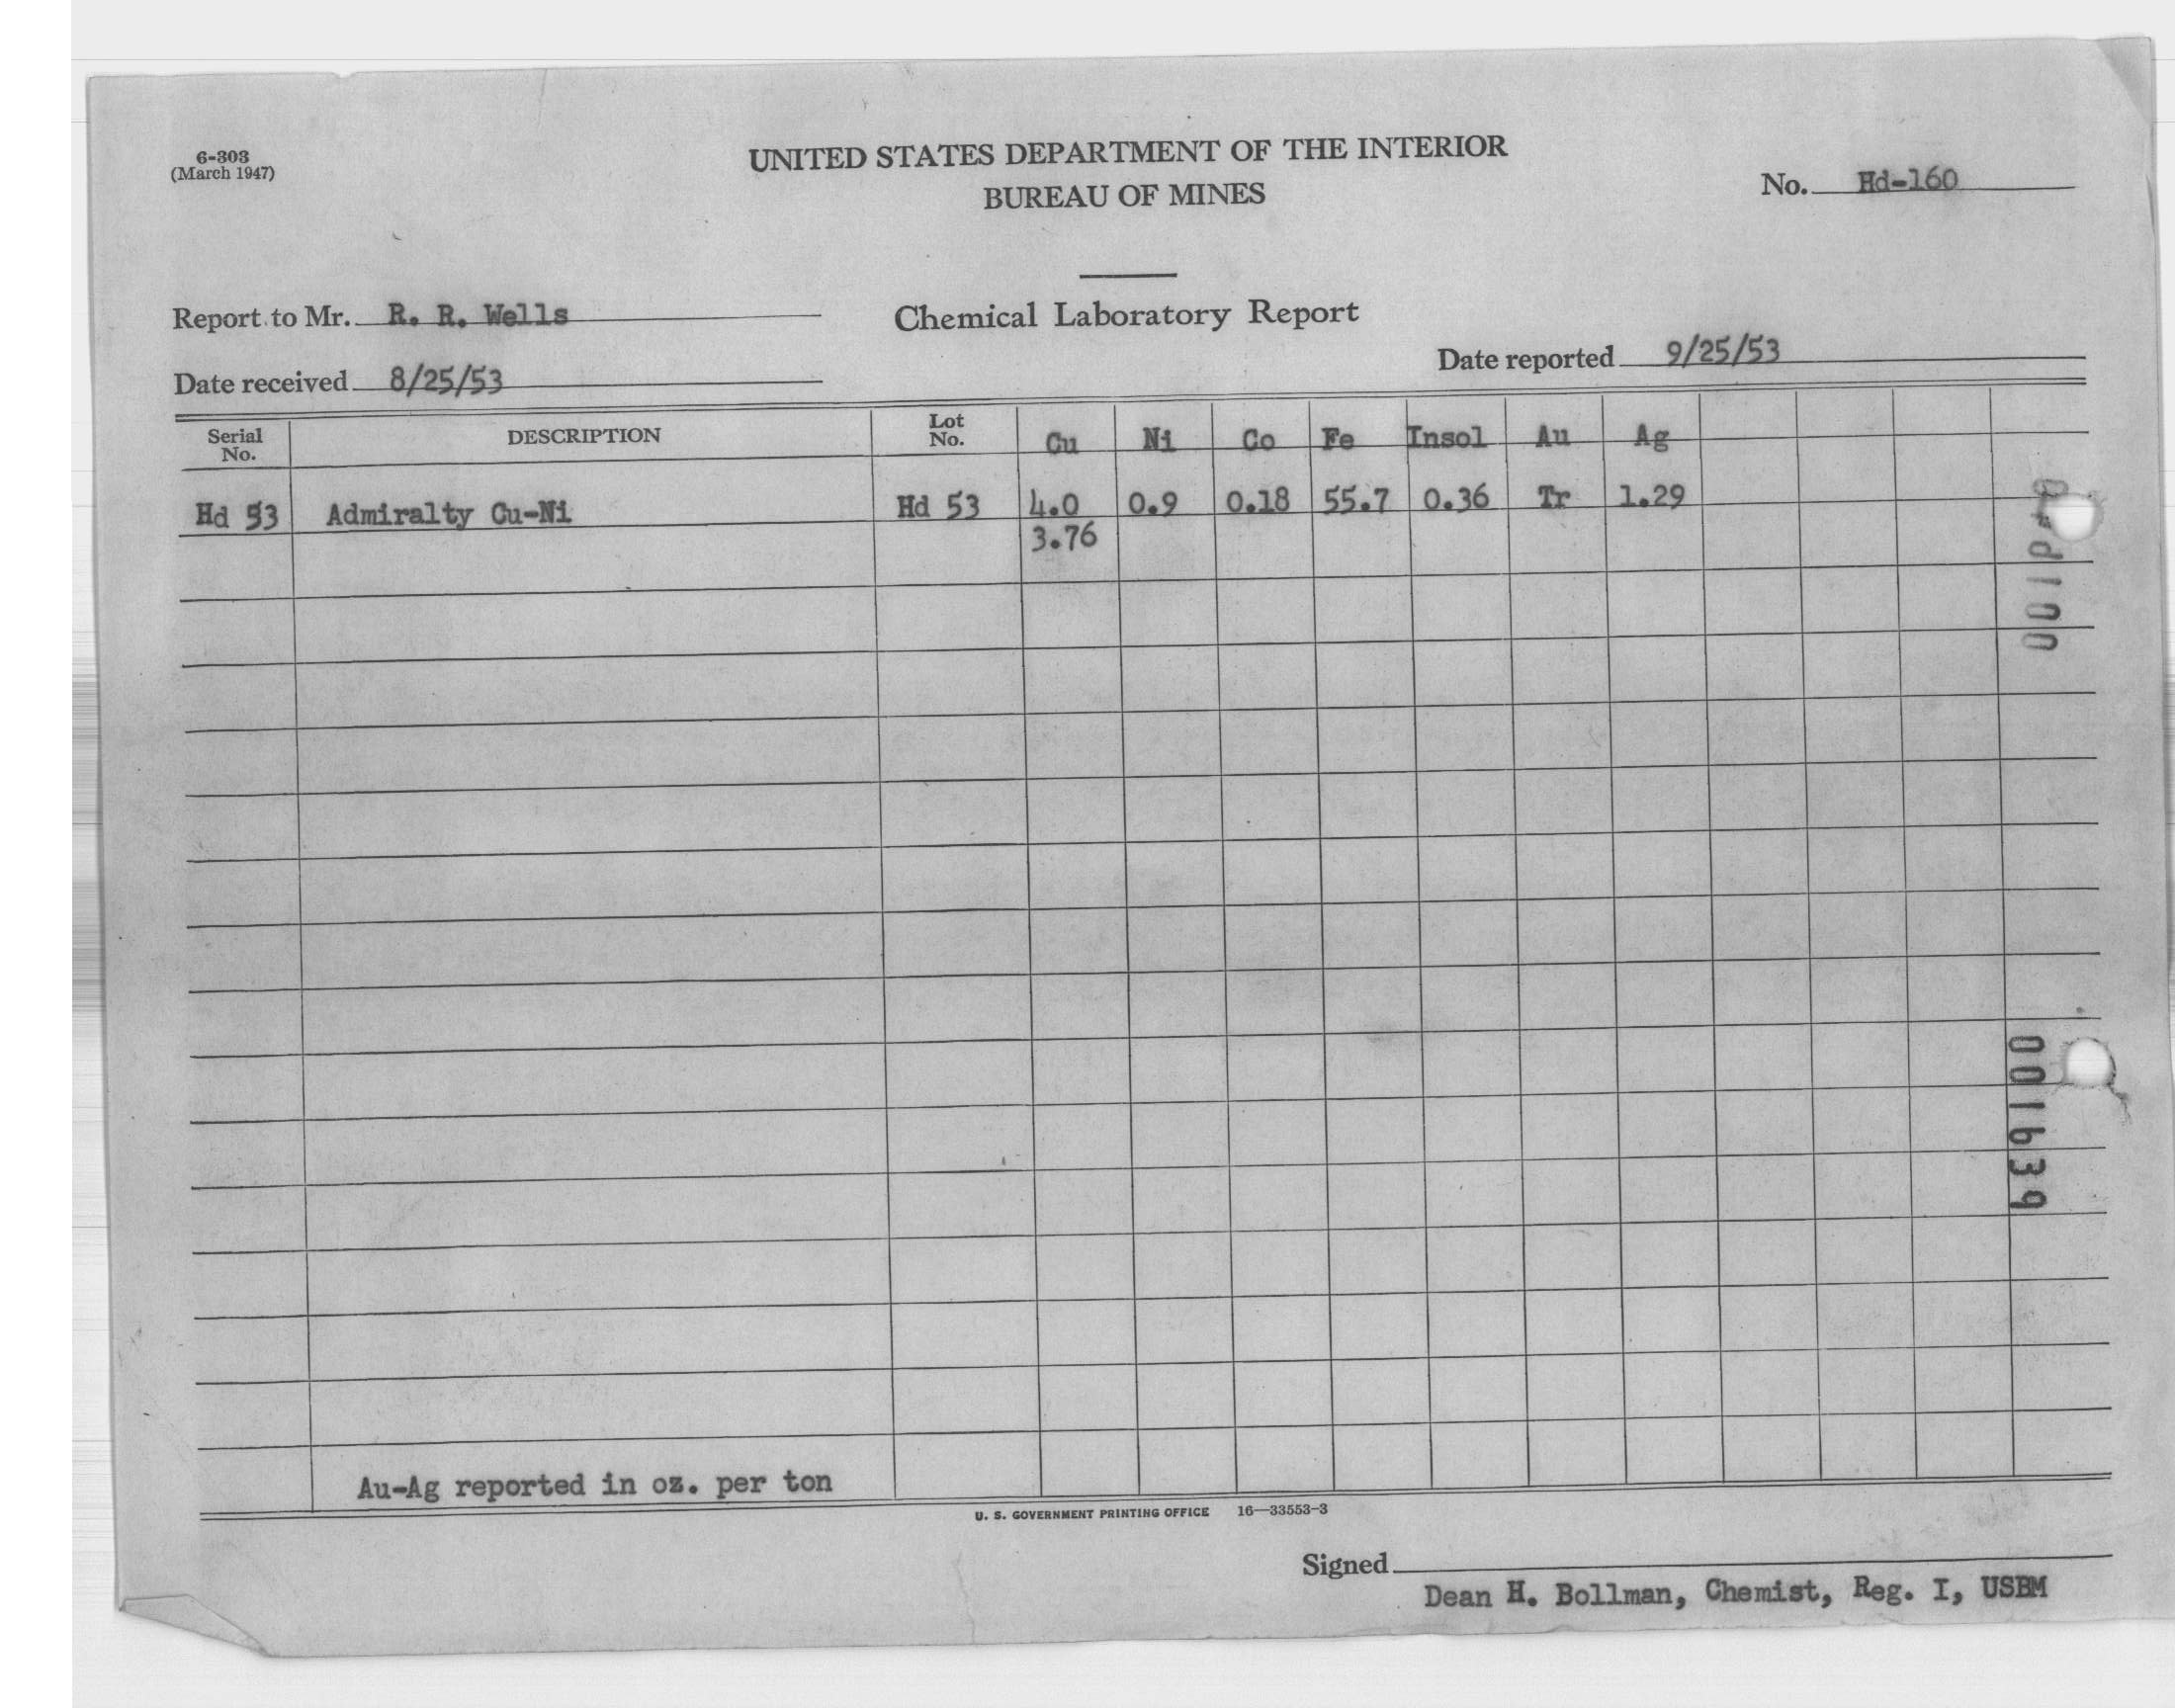 6-303
(March 1947)
UNITED STATES DEPARTMENT OF THE INTERIOR
BUREAU OF MINES
No. Hd-160
Report to Mr. R. R. Wells
Chemical Laboratory Report
Date received 8/25/53
Date reported 9/25/53
Serial No. DESCRIPTION Lot No. Cu Ni Co Fe Insol Au Ag
Hd 53 Admiralty Cu-Ni Hd 53 4.0 0.9 0.18 55.7 0.36 Tr 1.29
3.76
001639
Au-Ag reported in oz. per ton
U. S. GOVERNMENT PRINTING OFFICE 16—33553-3
Signed
Dean H. Bollman, Chemist, Reg. I, USBM